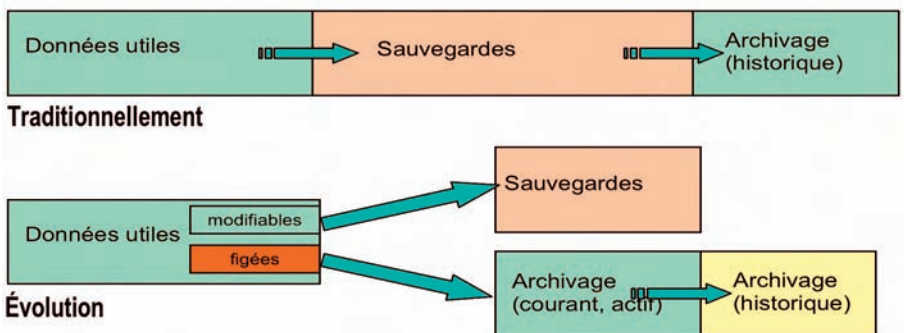 Données utiles
Sauvegardes
Archivage
(historique)
Traditionnellement
Sauvegardes
Données utiles
modifiables
figées
Archivage
(courant, actif)
Archivage
(historique)
Évolution